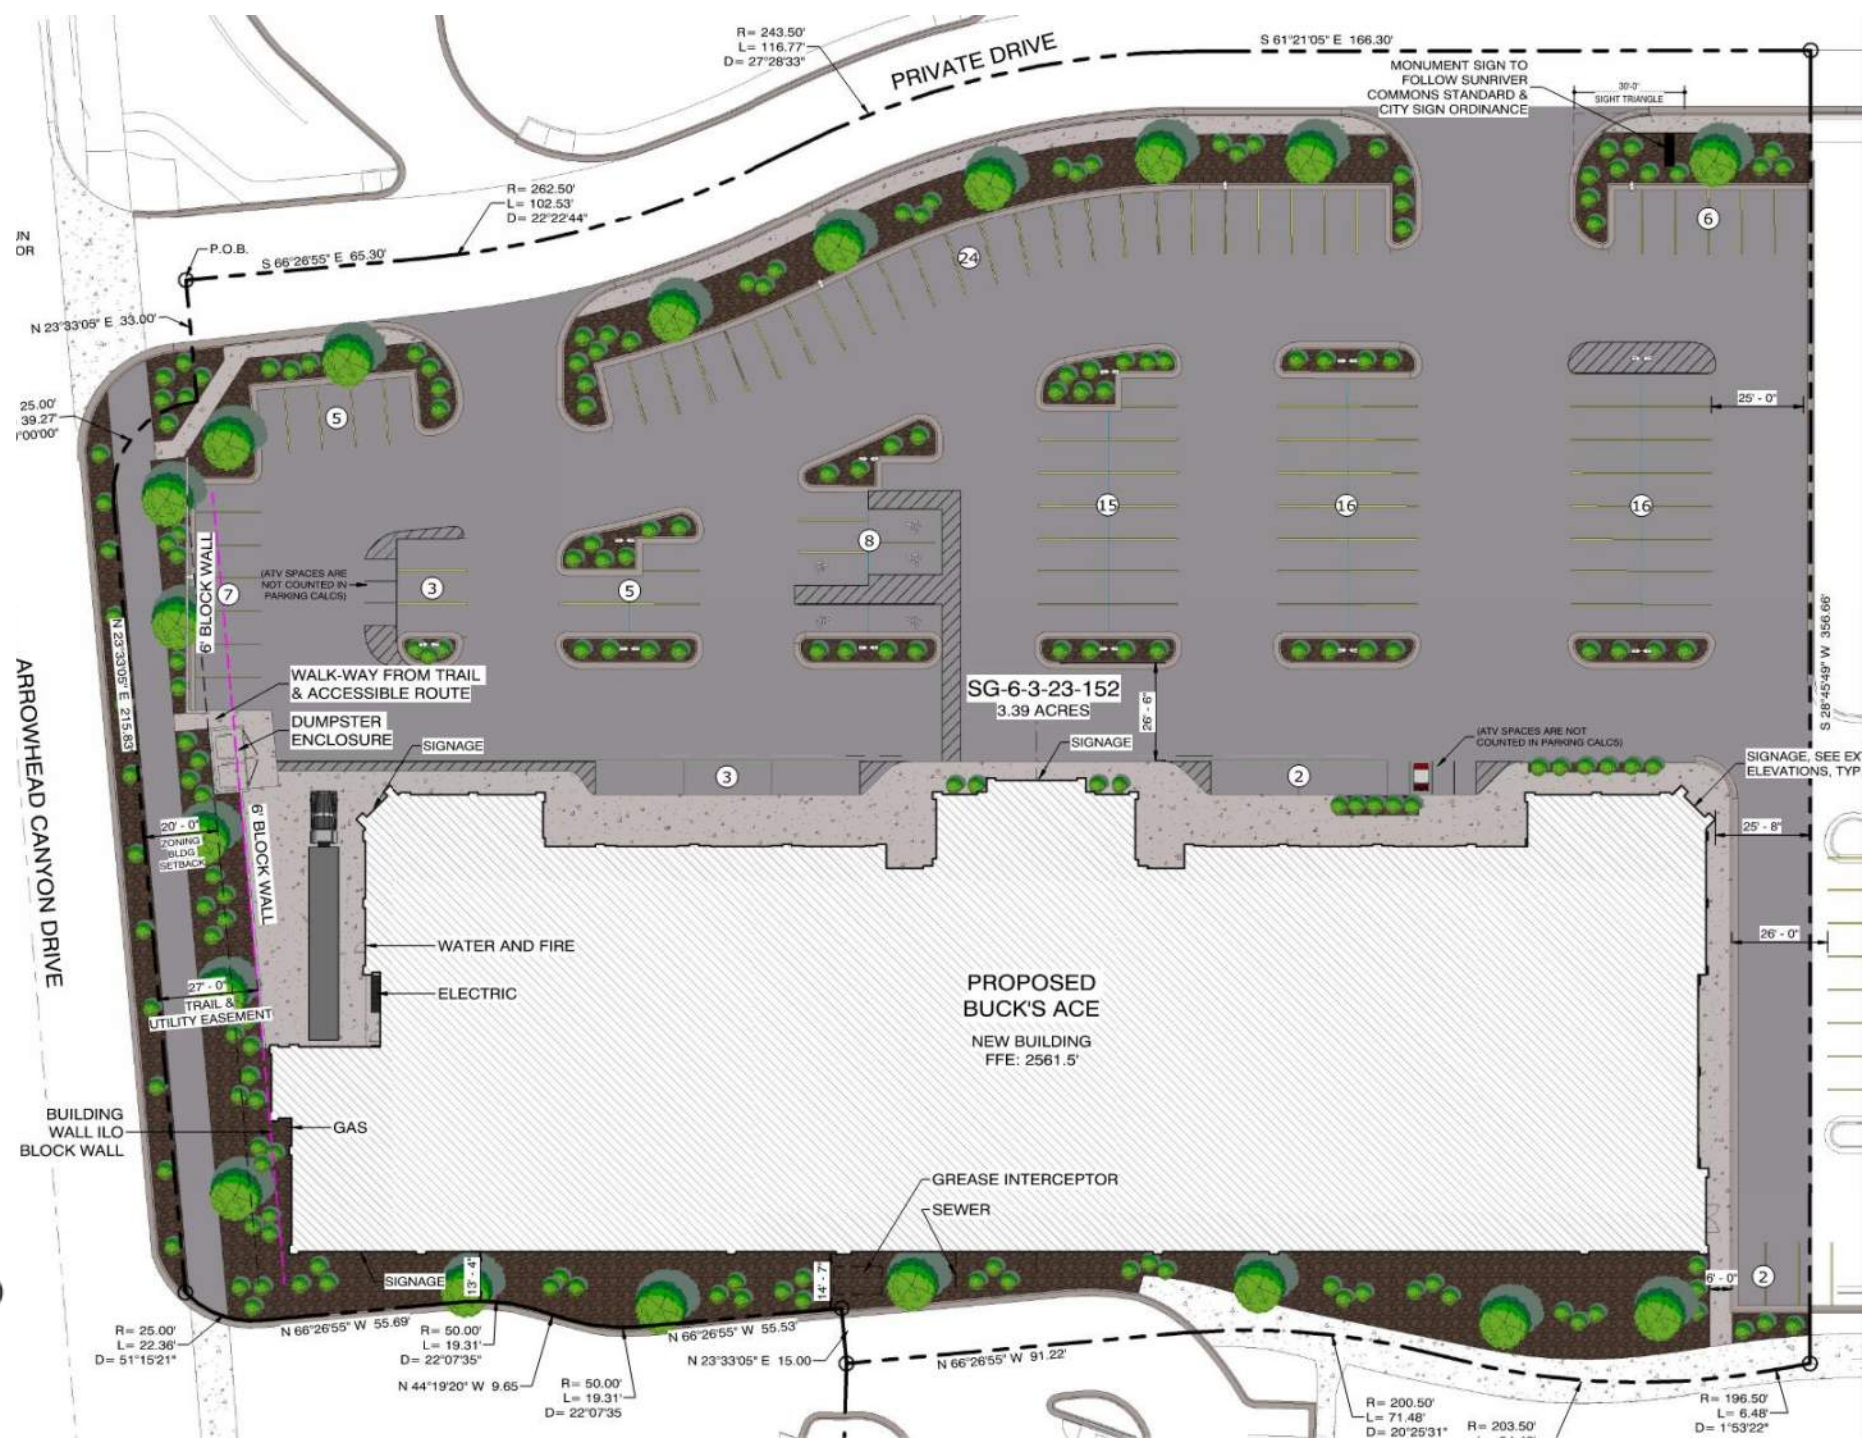 R= 243.50'
L= 116.77'
D= 27°28'33"
PRIVATE DRIVE
S 61°21'05" E 166.30'
MONUMENT SIGN TO
FOLLOW SUNRIVER
COMMONS STANDARD &
CITY SIGN ORDINANCE
30'-0"
SIGHT TRIANGLE
R= 262.50'
L= 102.53'
D= 22°22'44"
P.O.B.
S 66°26'55" E 65.30'
N 23°33'05" E 33.00'
25.00'
39.27'
6
24
5
25' - 0"
15
16
16
8
3
5
7
6' BLOCK WALL
(ATV SPACES ARE
NOT COUNTED IN
PARKING CALCS)
N 23°33'05" E 215.83'
S 28°45'49" W 356.66'
ARROWHEAD CANYON DRIVE
WALK-WAY FROM TRAIL
& ACCESSIBLE ROUTE
DUMPSTER
ENCLOSURE
SIGNAGE
SG-6-3-23-152
3.39 ACRES
26' - 6"
SIGNAGE
(ATV SPACES ARE NOT
COUNTED IN PARKING CALCS)
SIGNAGE, SEE EX
ELEVATIONS, TYP
3
2
20' - 0"
ZONING
BLDG
SETBACK
6' BLOCK WALL
25' - 8"
26' - 0"
WATER AND FIRE
ELECTRIC
27' - 0"
TRAIL &
UTILITY EASEMENT
PROPOSED
BUCK'S ACE
NEW BUILDING
FFE: 2561.5'
BUILDING
WALL ILO
BLOCK WALL
GAS
GREASE INTERCEPTOR
SEWER
SIGNAGE
13' - 4"
14' - 7"
6' - 0"
2
R= 25.00'
L= 22.36'
D= 51°15'21"
N 66°26'55" W 55.69'
R= 50.00'
L= 19.31'
D= 22°07'35"
N 44°19'20" W 9.65
R= 50.00'
L= 19.31'
D= 22°07'35
N 66°26'55" W 55.53'
N 23°33'05" E 15.00
N 66°26'55" W 91.22'
R= 200.50'
L= 71.48'
D= 20°25'31"
R= 203.50'
R= 196.50'
L= 6.48'
D= 1°53'22"